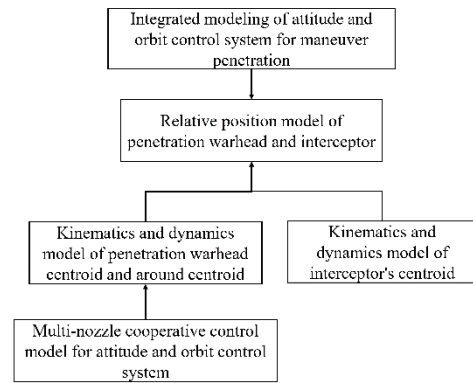 Integrated modeling of attitude and
orbit control system for maneuver
penetration
Relative position model of
penetration warhead and interceptor
Kinematics and dynamics
model of penetration warhead
centroid and around centroid
Kinematics and
dynamics model of
interceptor's centroid
Multi-nozzle cooperative control
model for attitude and orbit control
system